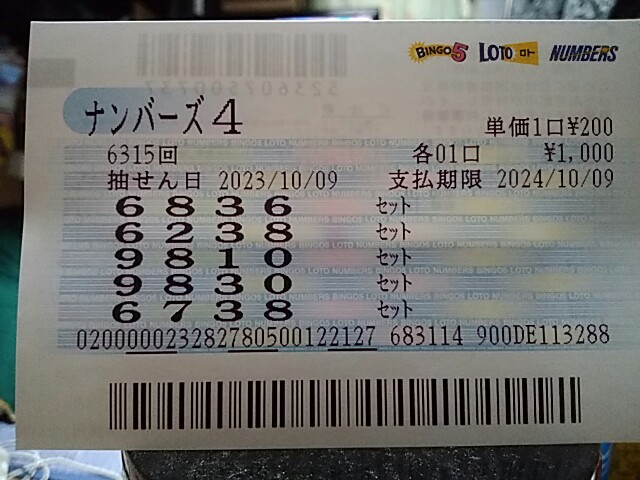 BINGO5 LOTO ロト NUMBERS
ナンバーズ4
単価1口¥200
6315回 各01口 ¥1,000
抽せん日 2023/10/09 支払期限 2024/10/09
6836 セット
6238 セット
9810 セット
9830 セット
6738 セット
020000023282780500122127 683114 900DE113288